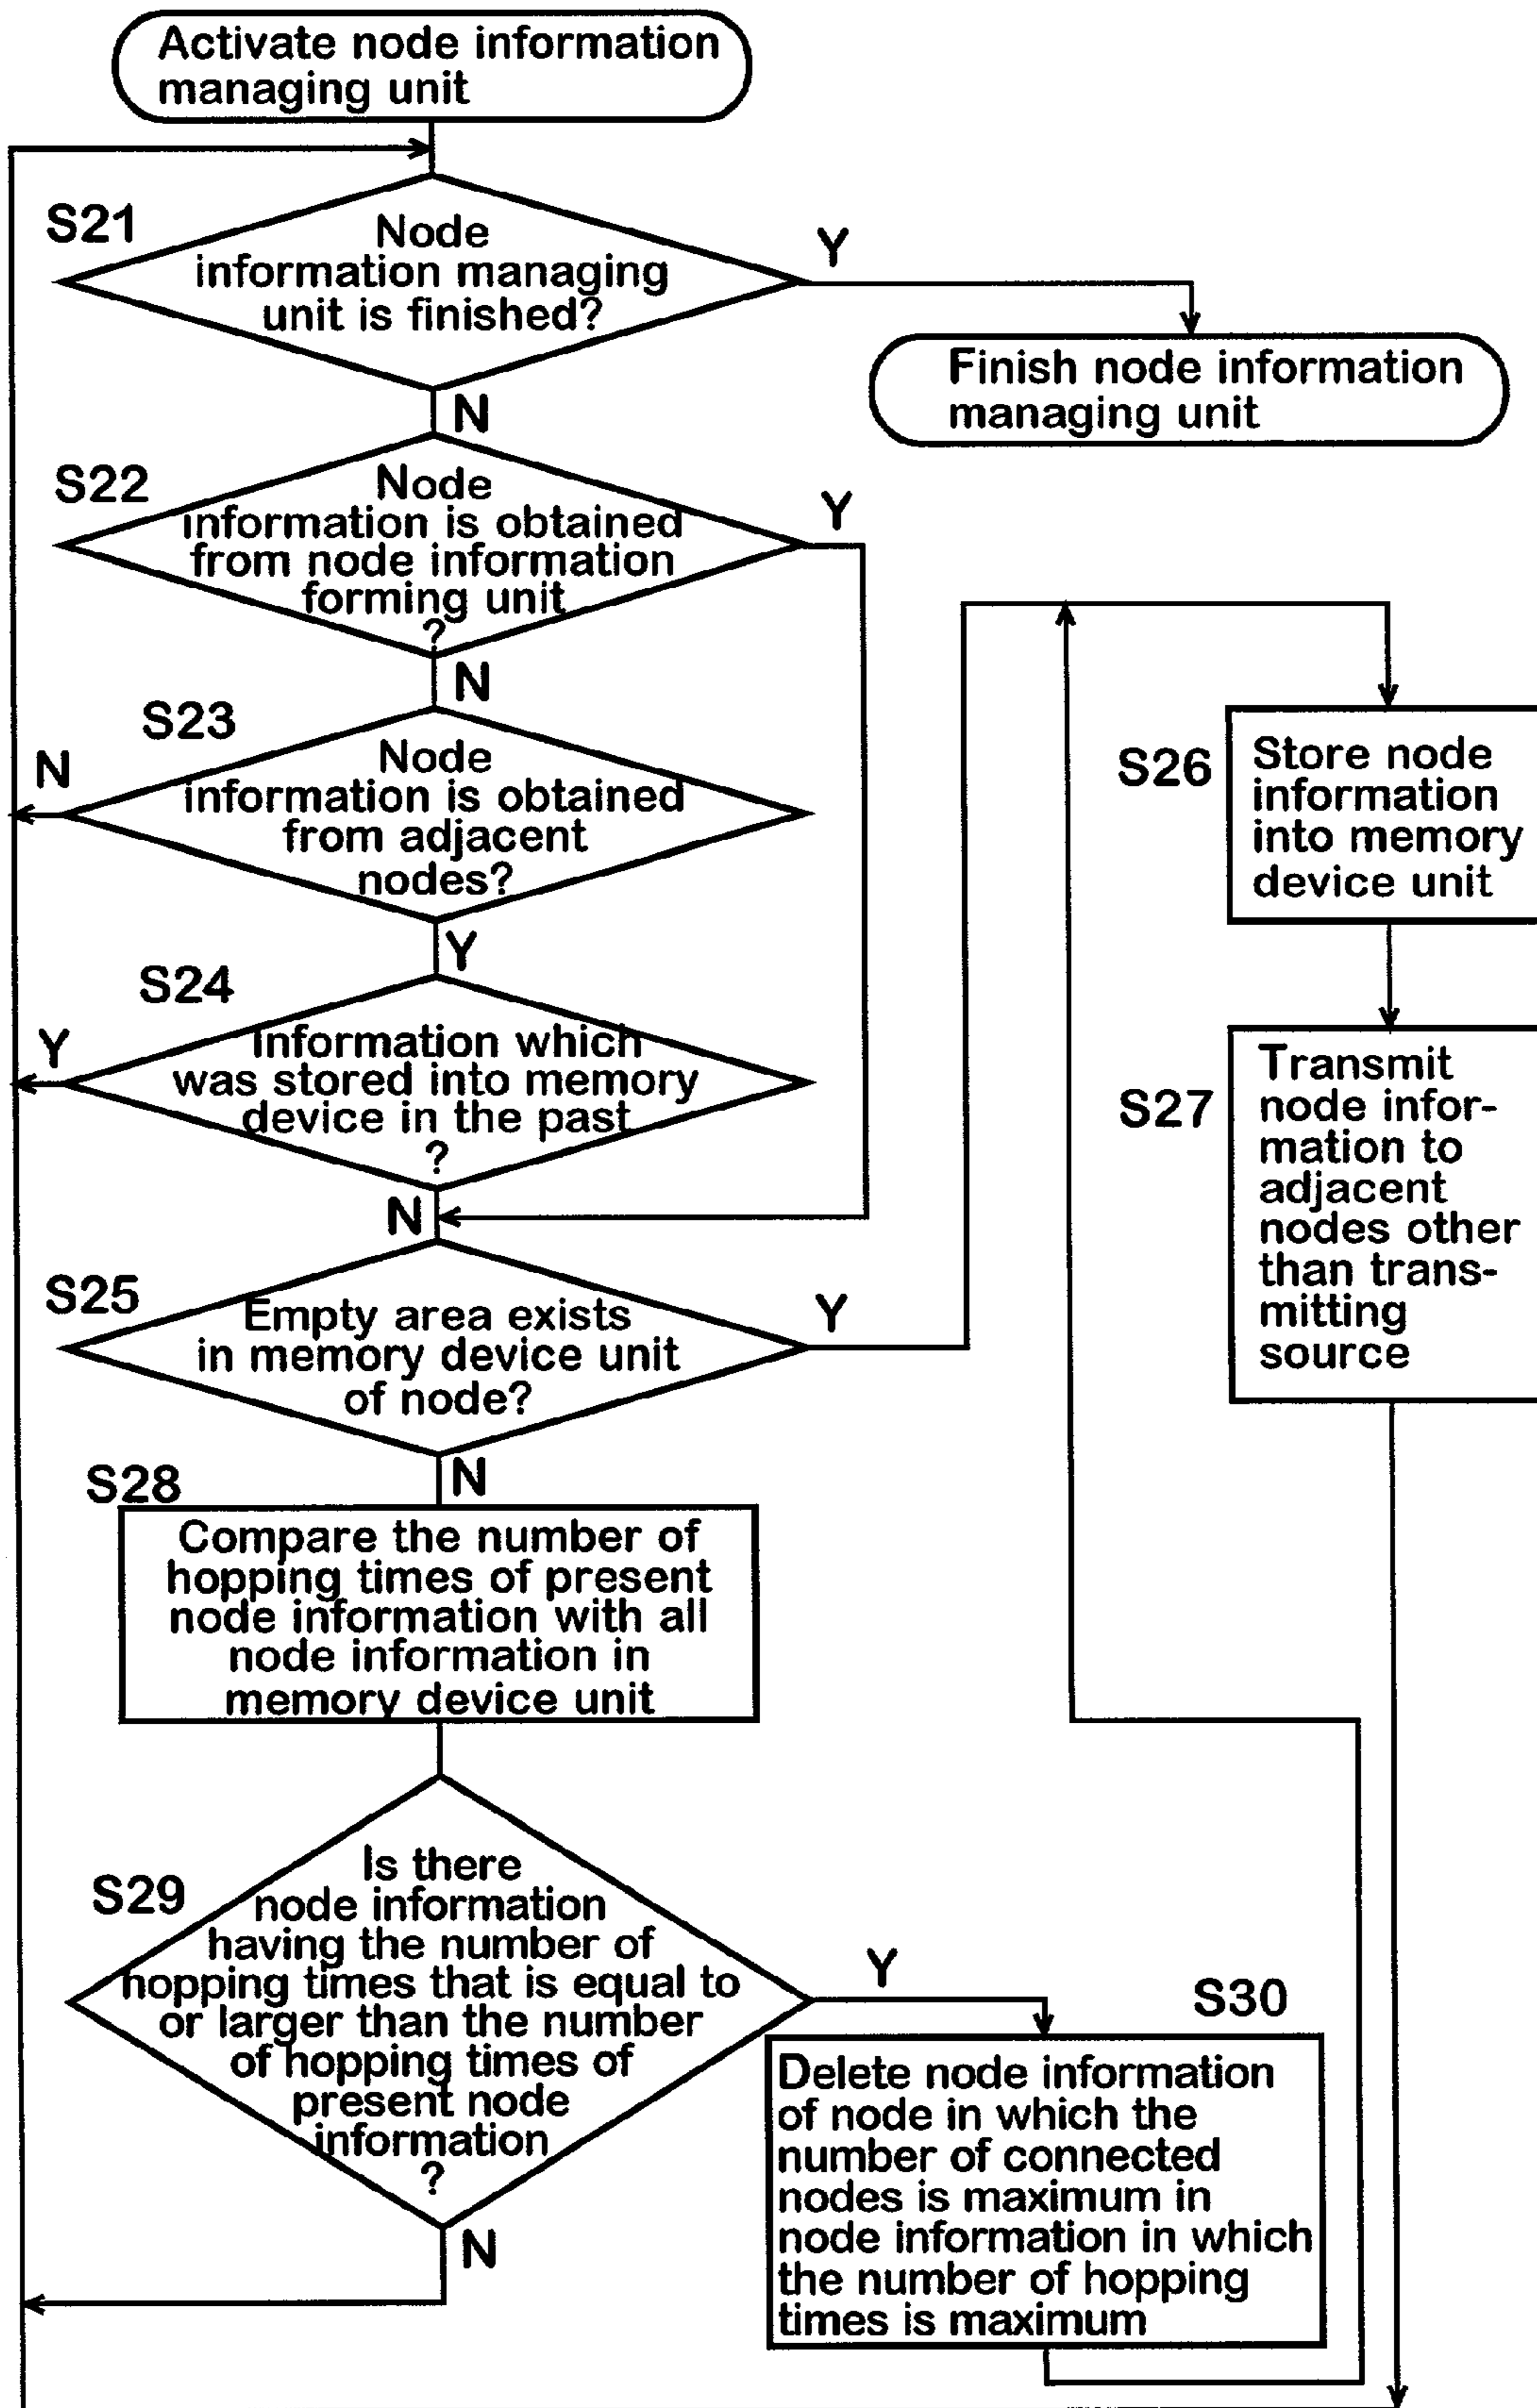 Activate node information
managing unit
S21
Node
information managing
unit is finished?
Y
N
Finish node information
managing unit
S22
Node
information is obtained
from node information
forming unit
?
Y
N
S23
Node
information is obtained
from adjacent
nodes?
N
Y
S24
Information which
was stored into memory
device in the past
?
Y
N
S25
Empty area exists
in memory device unit
of node?
Y
N
S26
Store node
information
into memory
device unit
S27
Transmit
node infor-
mation to
adjacent
nodes other
than trans-
mitting
source
S28
Compare the number of
hopping times of present
node information with all
node information in
memory device unit
S29
Is there
node information
having the number of
hopping times that is equal to
or larger than the number
of hopping times of
present node
information
?
Y
N
S30
Delete node information
of node in which the
number of connected
nodes is maximum in
node information in which
the number of hopping
times is maximum